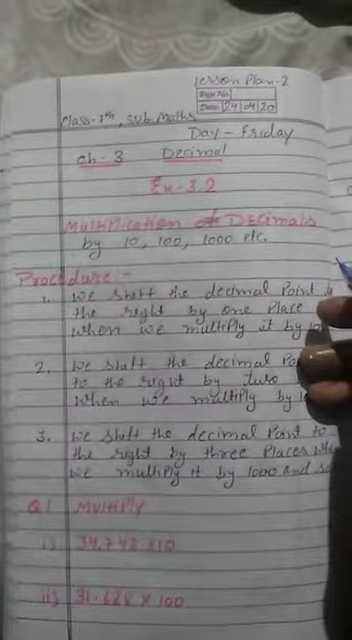 Lesson Plan-2
Page No.
Date 24 04 20
Class-7th, Sub Maths
Day - Friday
Ch-3 Decimal
Ex-3.2
Multiplication of Decimals
by 10, 100, 1000 etc.
Procedure :-
1. We shift the decimal Point
the right by one Place
when we multiply it by 10
2. We shift the decimal Po
to the right by two
when we multiply by
3. We shift the decimal Point to
the right by three Places
we multiply it by 1000 and so
Q1 Multiply
i) 34.742 x 10
ii) 31.628 x 100